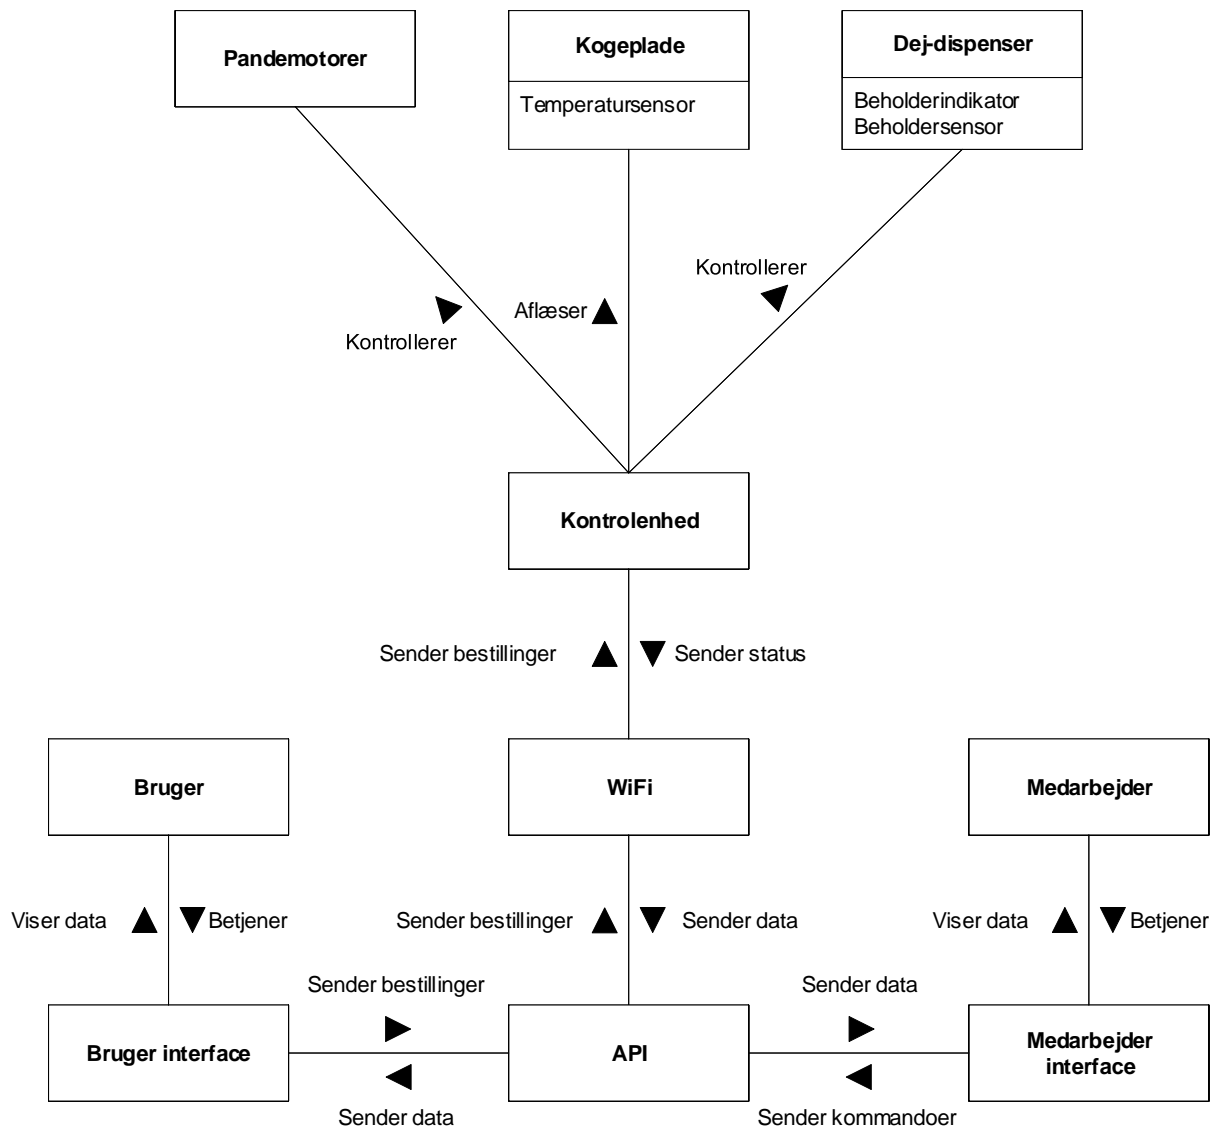 Pandemotorer
Kogeplade
Temperatursensor
Dej-dispenser
Beholderindikator
Beholdersensor
Kontrollerer
Aflæser
Kontrollerer
Kontrolenhed
Sender bestillinger
Sender status
Bruger
WiFi
Medarbejder
Viser data
Betjener
Sender bestillinger
Sender data
Viser data
Betjener
Sender bestillinger
Sender data
Bruger interface
API
Medarbejder
interface
Sender data
Sender kommandoer